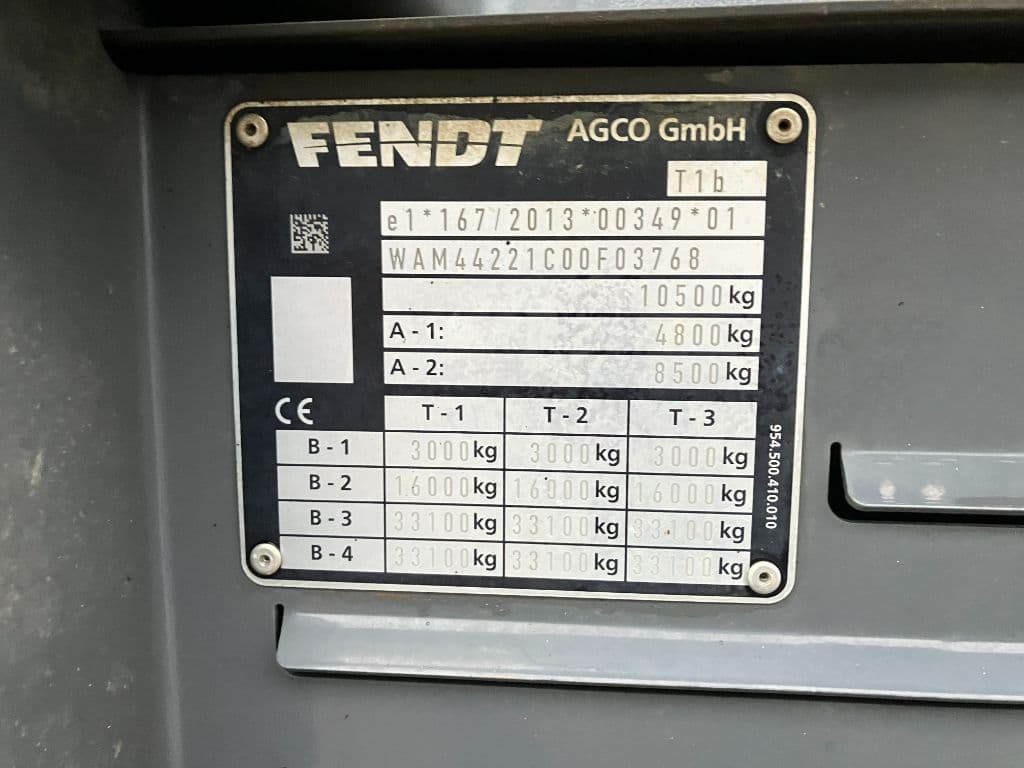 FENDT AGCO GmbH
T1b
e1*167/2013*00349*01
WAM44221C00F03768
10500kg
A - 1: 4800kg
A - 2: 8500kg
CE T - 1 T - 2 T - 3
B - 1 3000kg 3000kg 3000kg
B - 2 16000kg 16000kg 16000kg
B - 3 33100kg 33100kg 33100kg
B - 4 33100kg 33100kg 33100kg
954.500.410.010